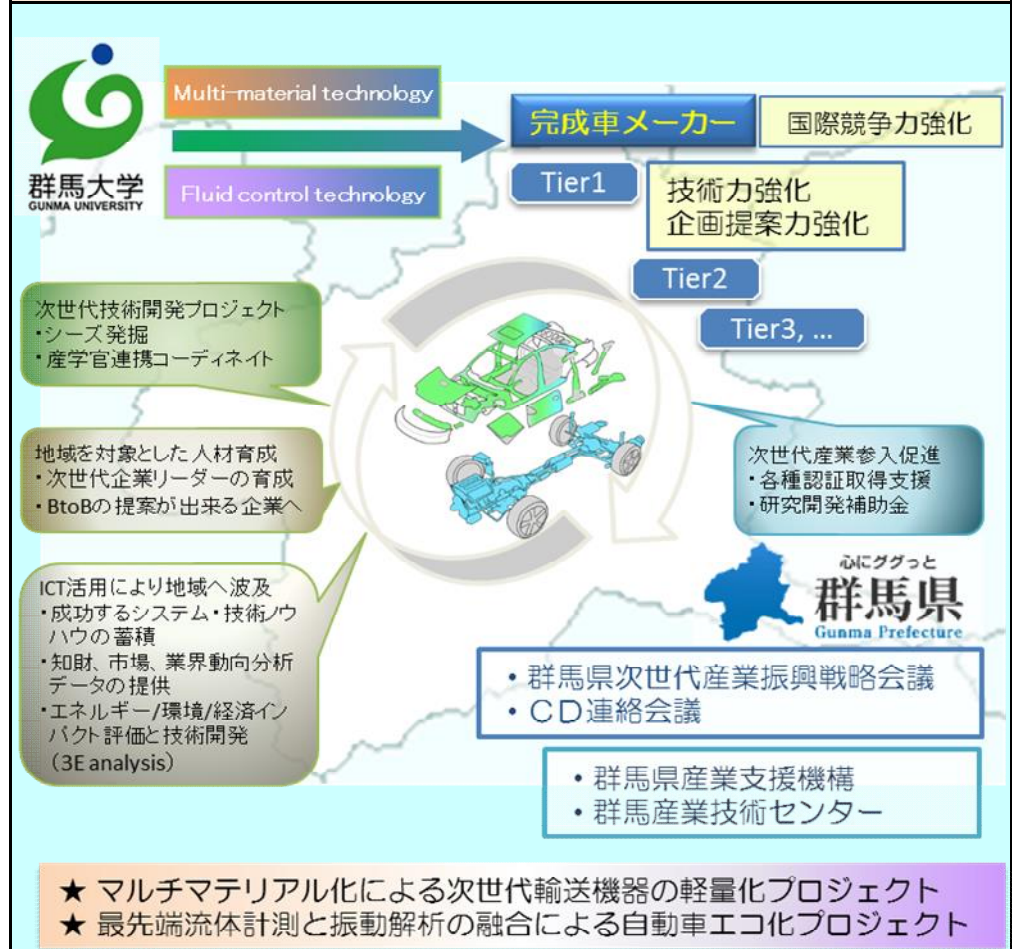 群馬大学
GUNMA UNIVERSITY
Multi-material technology
Fluid control technology
完成車メーカー
国際競争力強化
Tier1
技術力強化
企画提案力強化
Tier2
Tier3, ...
次世代技術開発プロジェクト
・シーズ発掘
・産学官連携コーディネイト
地域を対象とした人材育成
・次世代企業リーダーの育成
・BtoBの提案が出来る企業へ
ICT活用により地域へ波及
・成功するシステム・技術ノウ
ハウの蓄積
・知財、市場、業界動向分析
データの提供
・エネルギー/環境/経済イン
パクト評価と技術開発
(3E analysis)
次世代産業参入促進
・各種認証取得支援
・研究開発補助金
心にググっと
群馬県
Gunma Prefecture
• 群馬県次世代産業振興戦略会議
• CD連絡会議
• 群馬県産業支援機構
• 群馬産業技術センター
★ マルチマテリアル化による次世代輸送機器の軽量化プロジェクト
★ 最先端流体計測と振動解析の融合による自動車エコ化プロジェクト